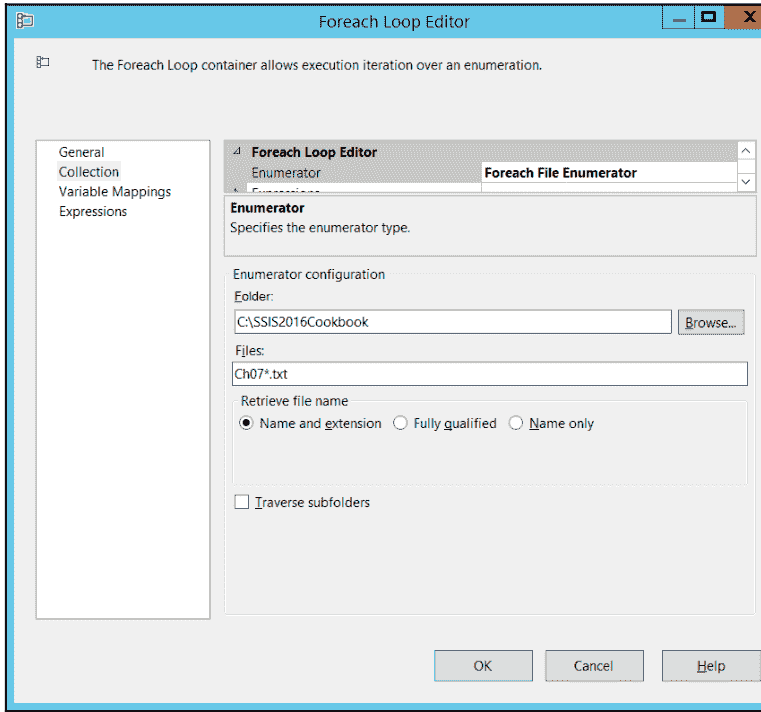 Foreach Loop Editor
The Foreach Loop container allows execution iteration over an enumeration.
General
Collection
Variable Mappings
Expressions
Foreach Loop Editor
Enumerator Foreach File Enumerator
Expressions
Enumerator
Specifies the enumerator type.
Enumerator configuration
Folder:
C:\SSIS2016Cookbook
Browse...
Files:
Ch07*.txt
Retrieve file name
Name and extension Fully qualified Name only
Traverse subfolders
OK Cancel Help